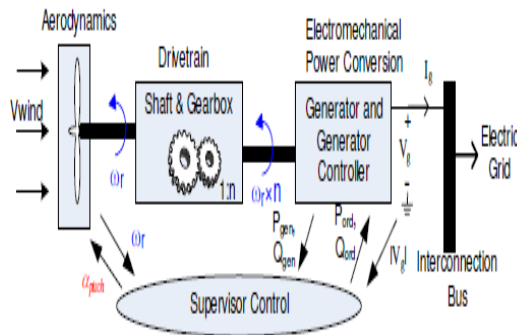 Aerodynamics
Electromechanical
Power Conversion
Drivetrain
Vwind
Shaft & Gearbox
1:n
ωr
ωr×n
Generator and
Generator
Controller
Ig
+
Vg
-
Electric
Grid
Pgen,
Qgen
Pord,
Qord
|Vg|
Interconnection
Bus
ωr
αpitch
Supervisor Control